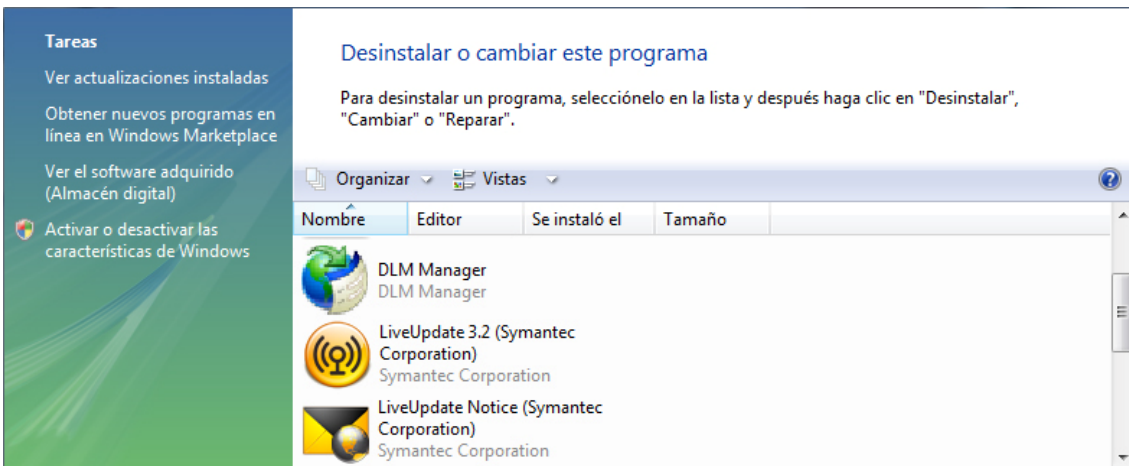 Tareas
Ver actualizaciones instaladas
Obtener nuevos programas en
línea en Windows Marketplace
Ver el software adquirido
(Almacén digital)
Activar o desactivar las
características de Windows
Desinstalar o cambiar este programa
Para desinstalar un programa, selecciónelo en la lista y después haga clic en "Desinstalar",
"Cambiar" o "Reparar".
Organizar Vistas
Nombre Editor Se instaló el Tamaño
DLM Manager
DLM Manager
LiveUpdate 3.2 (Symantec
Corporation)
Symantec Corporation
LiveUpdate Notice (Symantec
Corporation)
Symantec Corporation